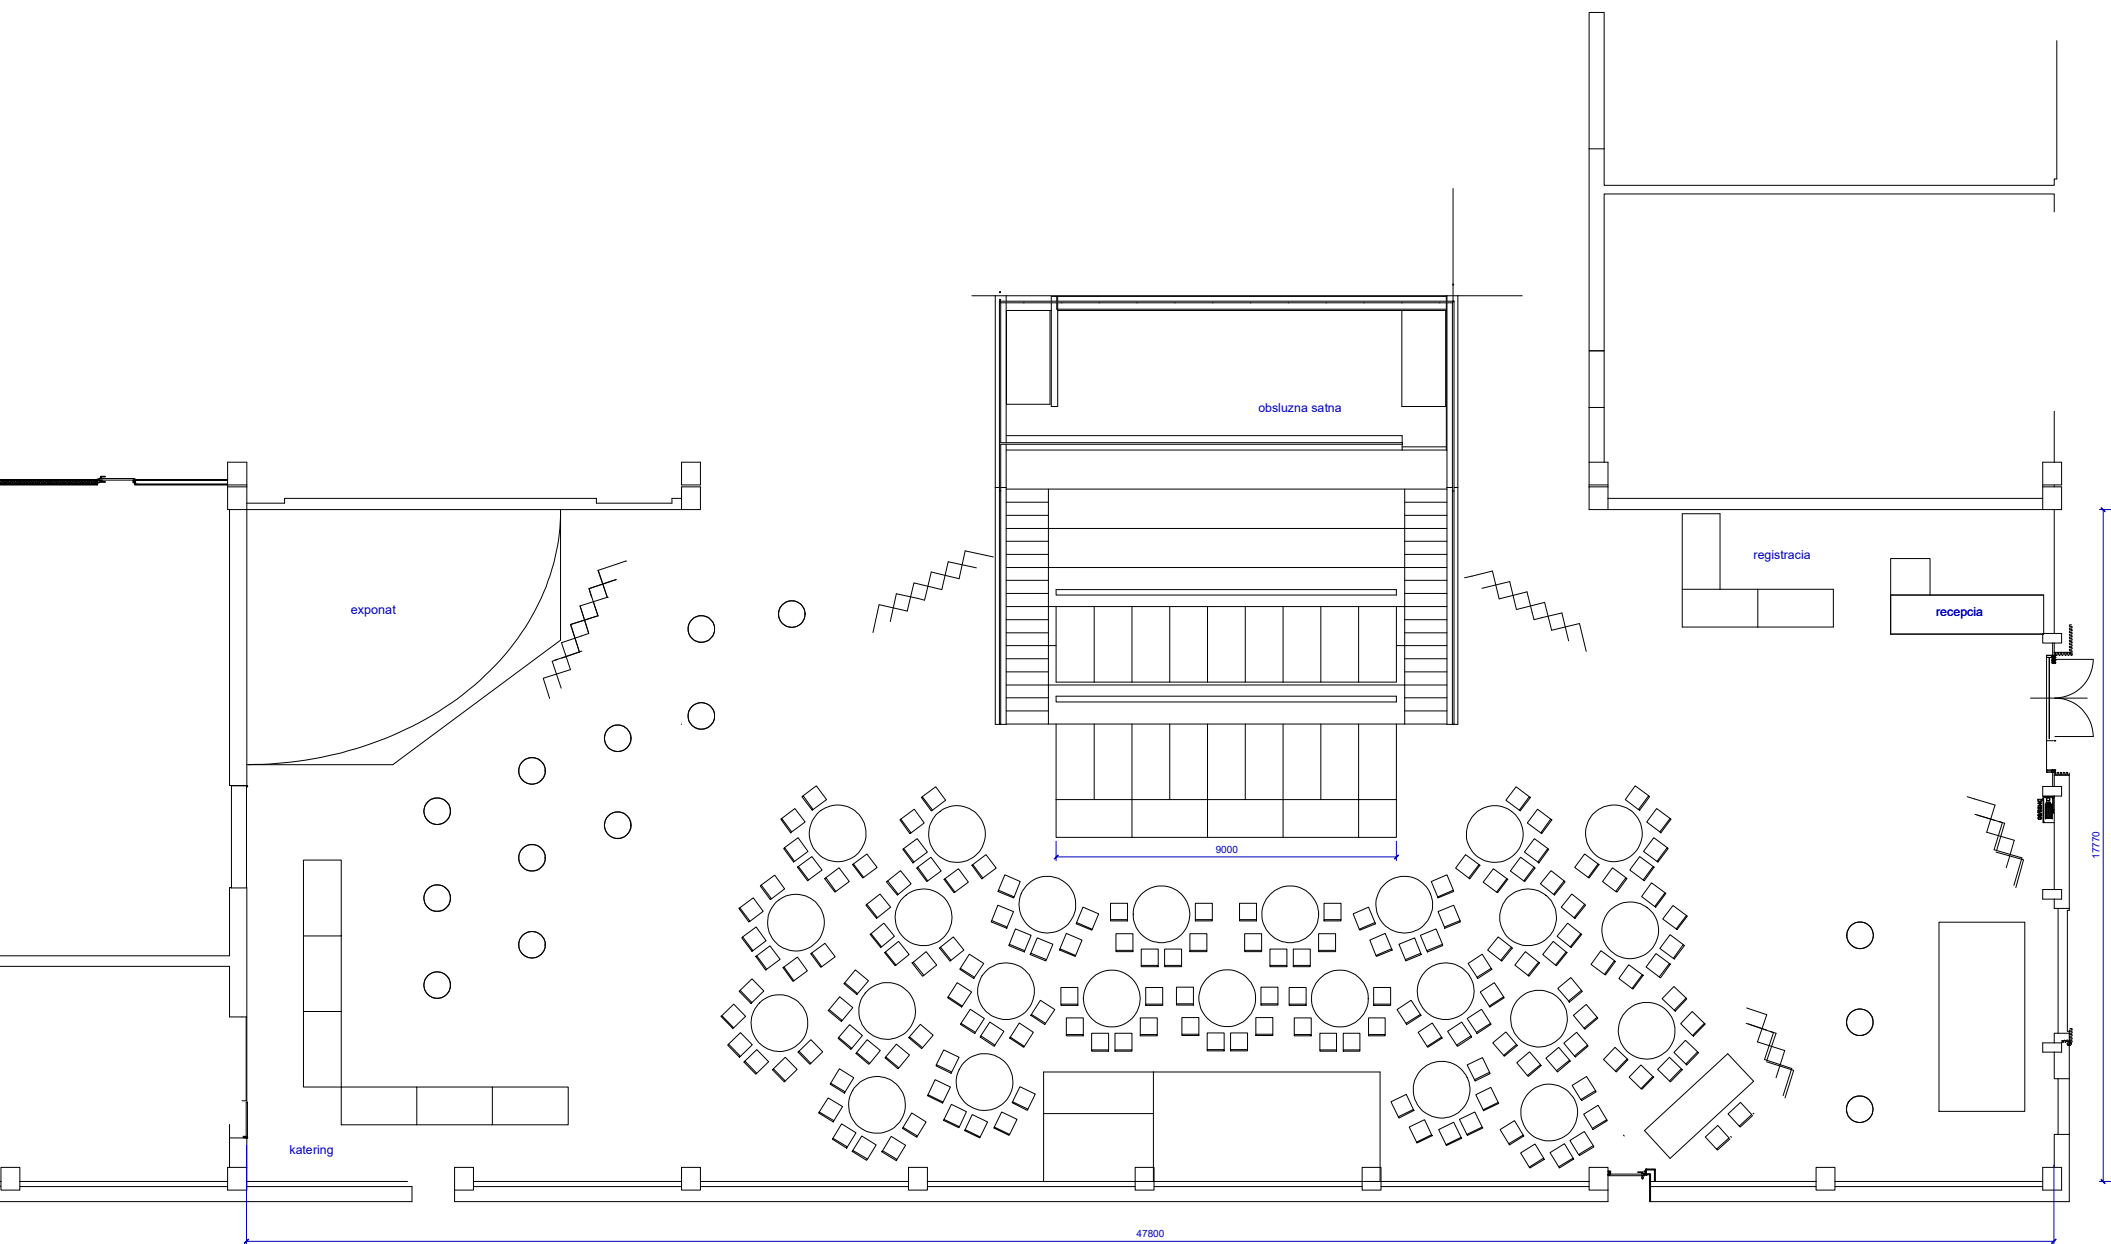 obsluzna satna
registracia
exponat
recepcia
9000
17770
katering
47800